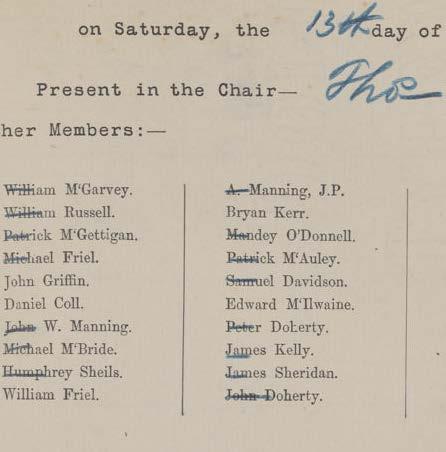 on Saturday, the 13th day of
Present in the Chair— Thos
her Members:—
William M'Garvey.
William Russell.
Patrick M'Gettigan.
Michael Friel.
John Griffin.
Daniel Coll.
John W. Manning.
Michael M'Bride.
Humphrey Sheils.
William Friel.
A. Manning, J.P.
Bryan Kerr.
Mandey O'Donnell.
Patrick M'Auley.
Samuel Davidson.
Edward M'Ilwaine.
Peter Doherty.
James Kelly.
James Sheridan.
John Doherty.